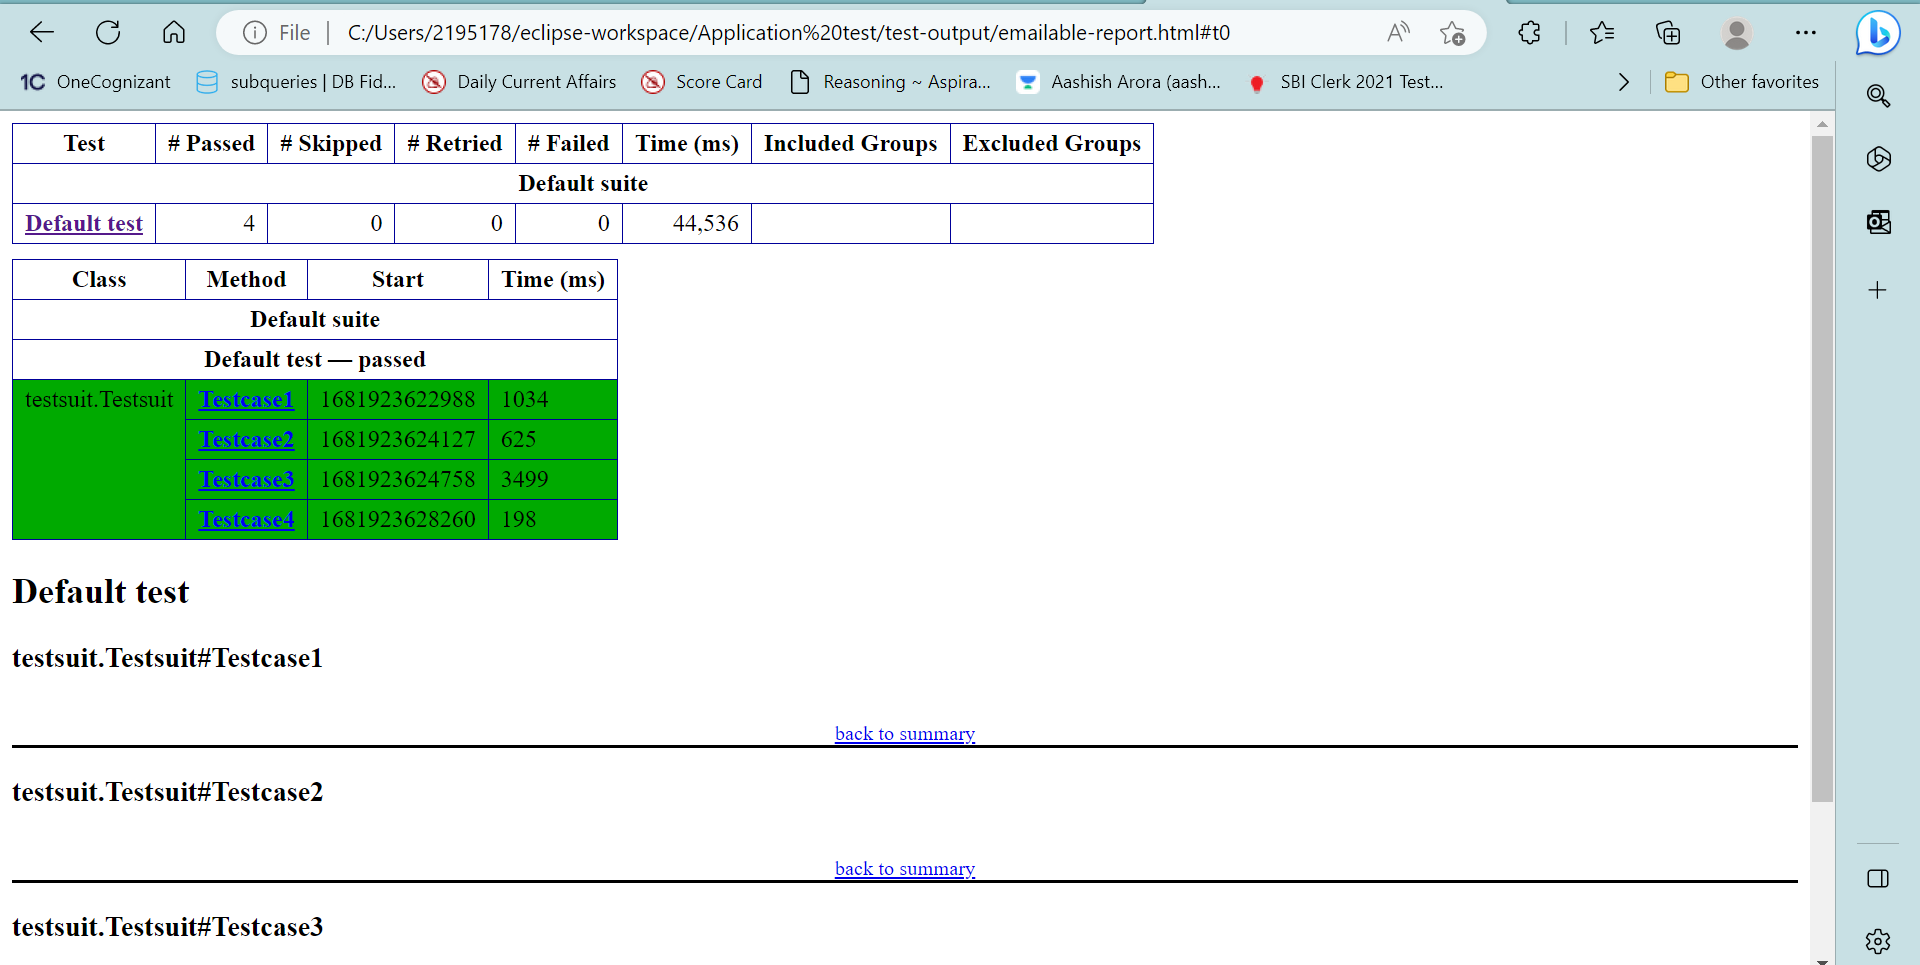 File | C:/Users/2195178/eclipse-workspace/Application%20test/test-output/emailable-report.html#t0
1C OneCognizant subqueries | DB Fid... Daily Current Affairs Score Card Reasoning ~ Aspira... Aashish Arora (aash... SBI Clerk 2021 Test... Other favorites
Test # Passed # Skipped # Retried # Failed Time (ms) Included Groups Excluded Groups
Default suite
Default test 4 0 0 0 44,536
Class Method Start Time (ms)
Default suite
Default test — passed
testsuit.Testsuit Testcase1 1681923622988 1034
Testcase2 1681923624127 625
Testcase3 1681923624758 3499
Testcase4 1681923628260 198
Default test
testsuit.Testsuit#Testcase1
back to summary
testsuit.Testsuit#Testcase2
back to summary
testsuit.Testsuit#Testcase3